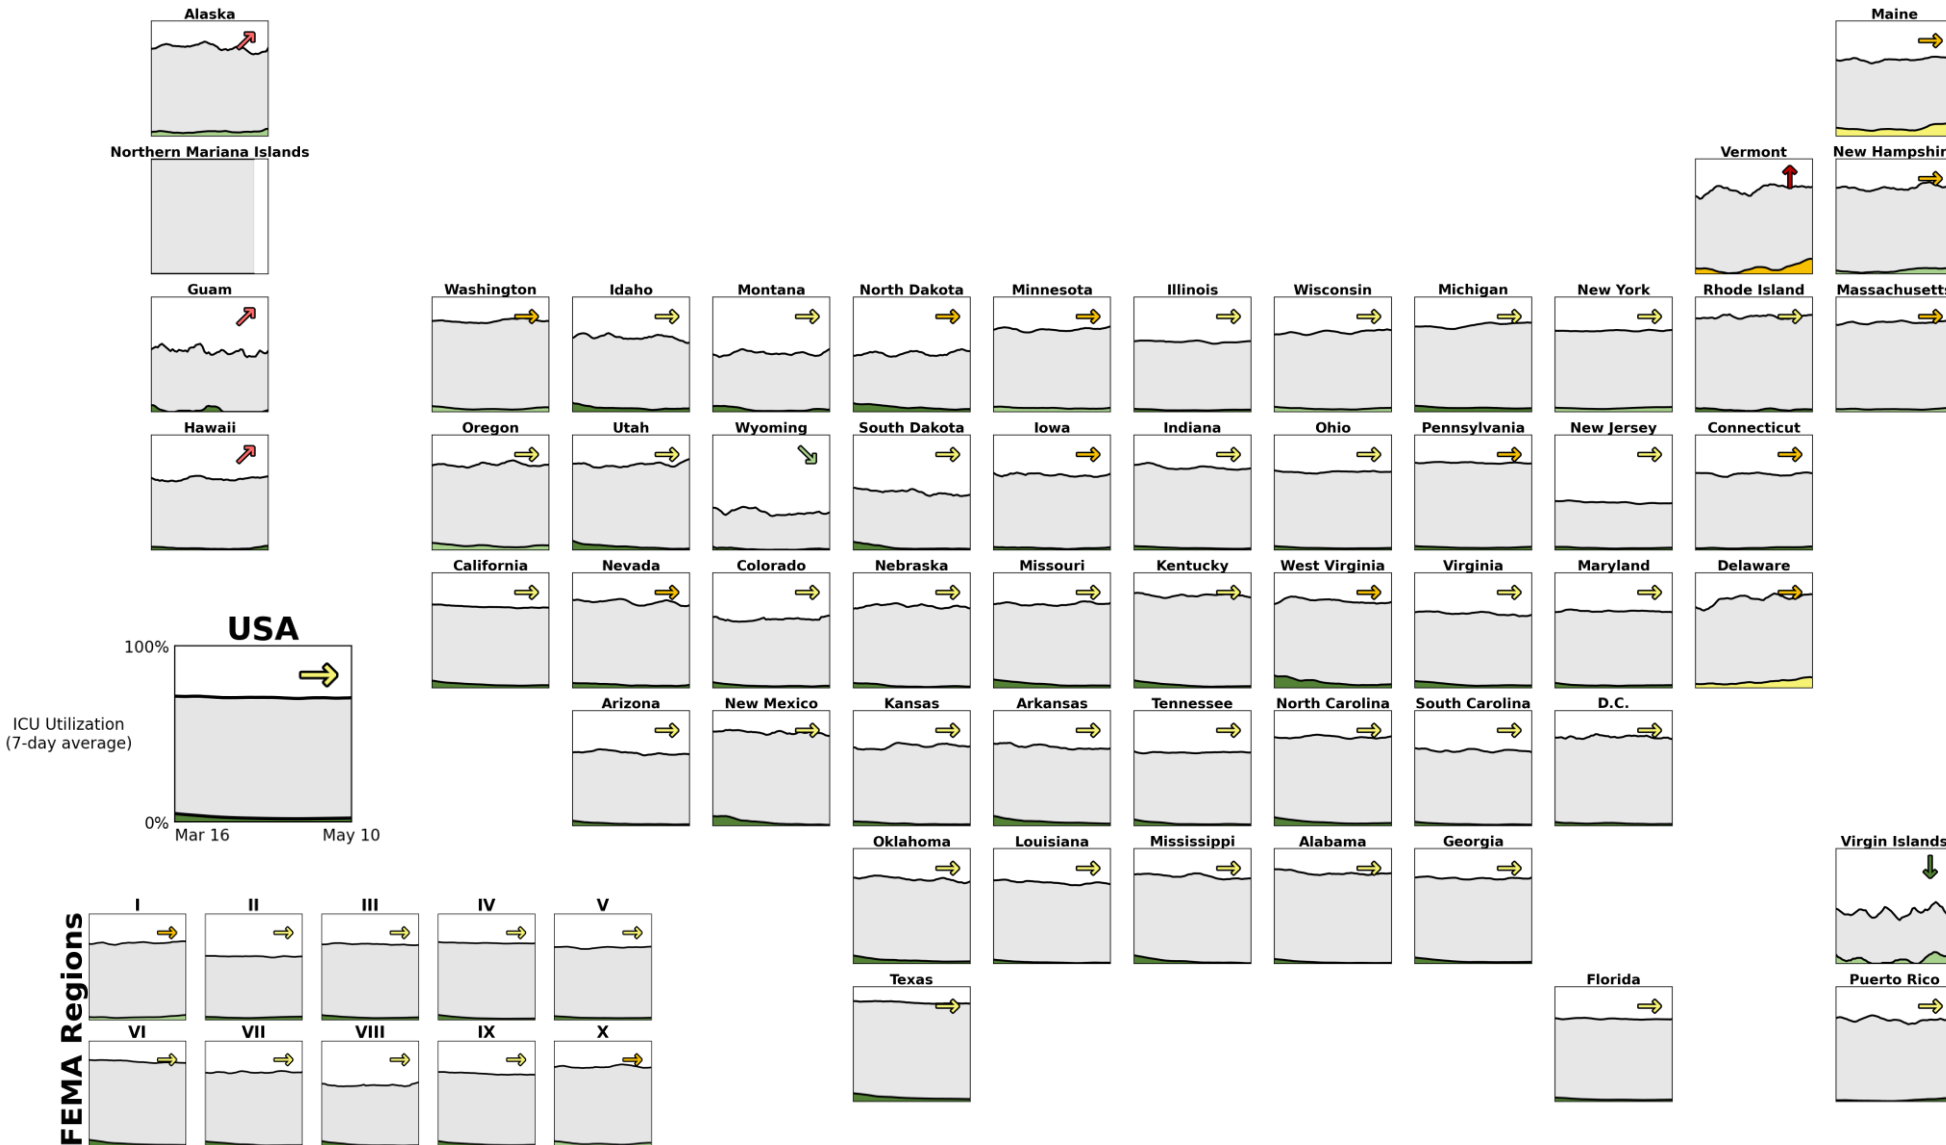 Alaska
Maine
Northern Mariana Islands
Vermont
New Hampshir
Guam
Washington
Idaho
Montana
North Dakota
Minnesota
Illinois
Wisconsin
Michigan
New York
Rhode Island
Massachusetts
Hawaii
Oregon
Utah
Wyoming
South Dakota
Iowa
Indiana
Ohio
Pennsylvania
New Jersey
Connecticut
California
Nevada
Colorado
Nebraska
Missouri
Kentucky
West Virginia
Virginia
Maryland
Delaware
USA
100%
ICU Utilization
(7-day average)
0%
Mar 16
May 10
Arizona
New Mexico
Kansas
Arkansas
Tennessee
North Carolina
South Carolina
D.C.
Oklahoma
Louisiana
Mississippi
Alabama
Georgia
Virgin Islands
FEMA Regions
I
II
III
IV
V
VI
VII
VIII
IX
X
Texas
Florida
Puerto Rico